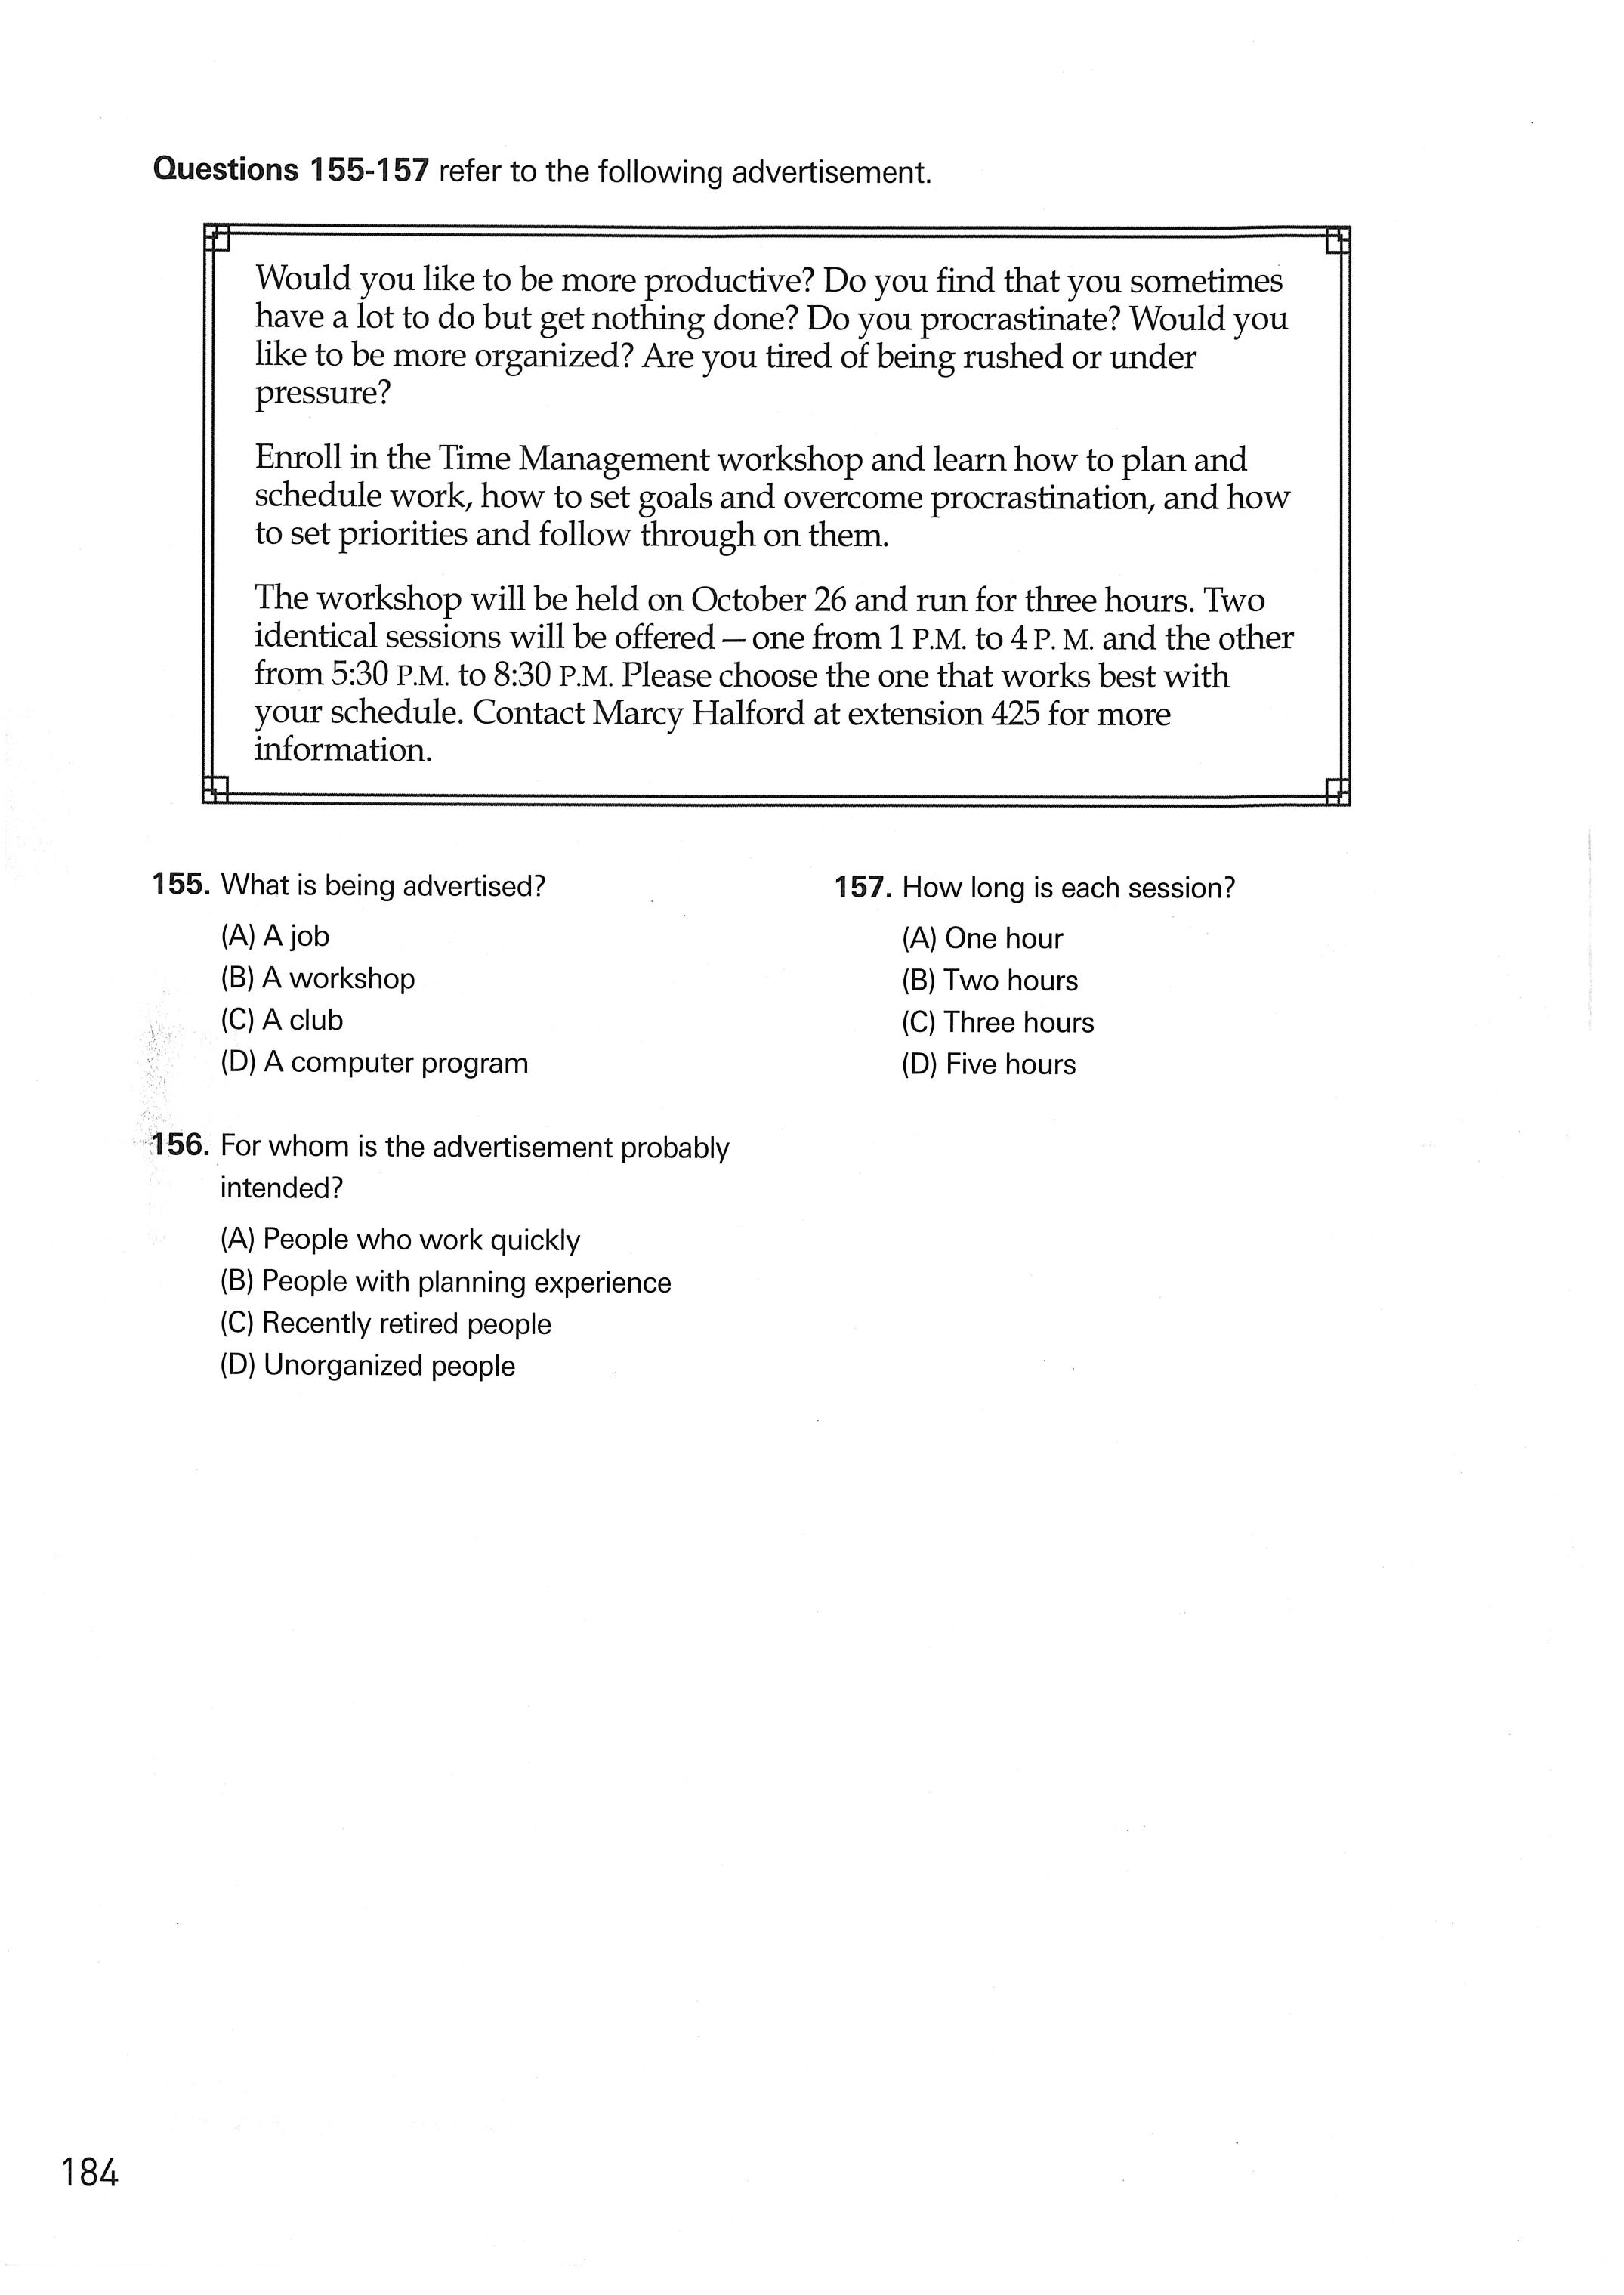 Questions 155-157 refer to the following advertisement.
Would you like to be more productive? Do you find that you sometimes
have a lot to do but get nothing done? Do you procrastinate? Would you
like to be more organized? Are you tired of being rushed or under
pressure?
Enroll in the Time Management workshop and learn how to plan and
schedule work, how to set goals and overcome procrastination, and how
to set priorities and follow through on them.
The workshop will be held on October 26 and run for three hours. Two
identical sessions will be offered — one from 1 P.M. to 4 P. M. and the other
from 5:30 P.M. to 8:30 P.M. Please choose the one that works best with
your schedule. Contact Marcy Halford at extension 425 for more
information.
155. What is being advertised?
(A) A job
(B) A workshop
(C) A club
(D) A computer program
156. For whom is the advertisement probably
intended?
(A) People who work quickly
(B) People with planning experience
(C) Recently retired people
(D) Unorganized people
157. How long is each session?
(A) One hour
(B) Two hours
(C) Three hours
(D) Five hours
184